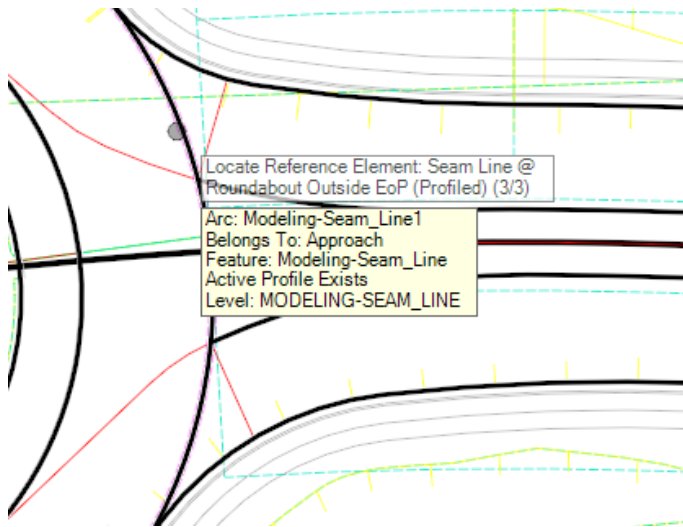 Locate Reference Element: Seam Line @
Roundabout Outside EoP (Profiled) (3/3)
Arc: Modeling-Seam_Line1
Belongs To: Approach
Feature: Modeling-Seam_Line
Active Profile Exists
Level: MODELING-SEAM_LINE